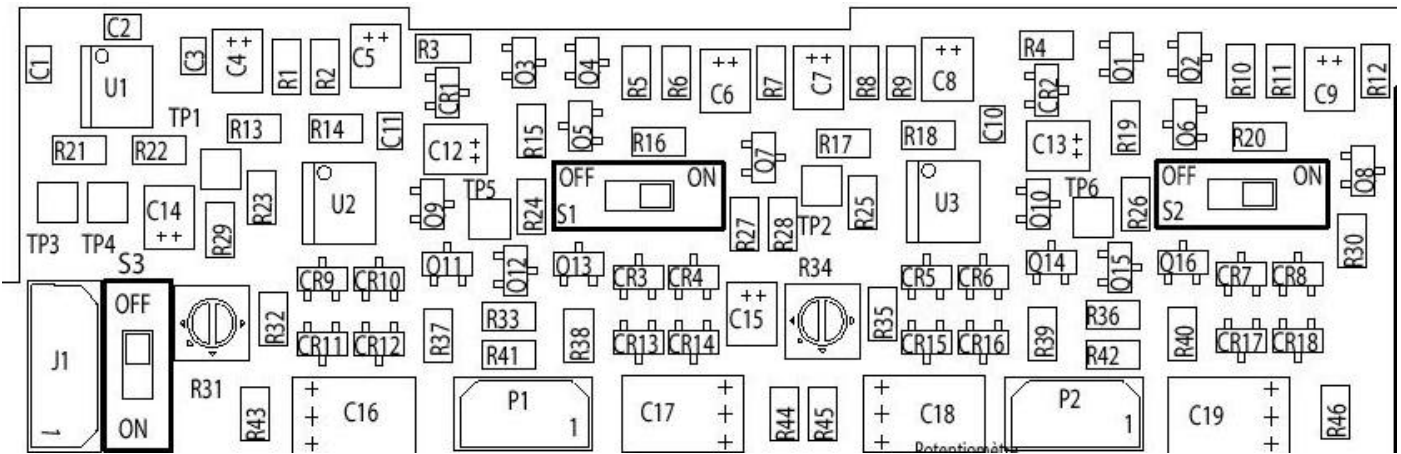 C2
C1 U1 C3 C4 R1 R2 C5 R3 CR1 Q3 Q4 R5 R6 C6 R7 C7 R8 R9 C8 R4 CR2 Q1 Q2 R10 R11 C9 R12
TP1 R13 R14 C11 C12 R15 Q5 R16 Q7 R17 R18 C10 C13 R19 Q6 R20
R21 R22 OFF ON OFF ON Q8
C14 R23 U2 Q9 TP5 R24 S1 R27 R28 TP2 R25 U3 Q10 TP6 R26 S2
TP3 TP4 R29 R30
S3 CR9 CR10 Q11 Q12 Q13 CR3 CR4 R34 CR5 CR6 Q14 Q15 Q16 CR7 CR8
OFF R32 R37 R33 R38 C15 R35 R39 R36 R40
J1 CR11 CR12 R41 CR13 CR14 CR15 CR16 R42 CR17 CR18
R31
1 ON R43 C16 P1 1 C17 R44 R45 C18 P2 1 C19 R46
Potentiomètre